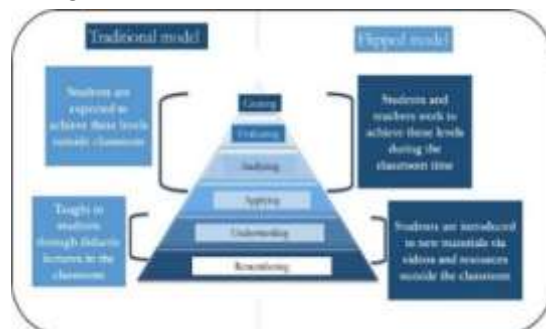 Traditional model
Flipped model
Students are
expected to
achieve these levels
outside classroom
Creating
Evaluating
Analyzing
Applying
Understanding
Remembering
Students and
teachers work to
achieve these levels
during the
classroom time
Taught to
students
through didactic
lectures in the
classroom
Students are introduced
to new materials via
videos and resources
outside the classroom